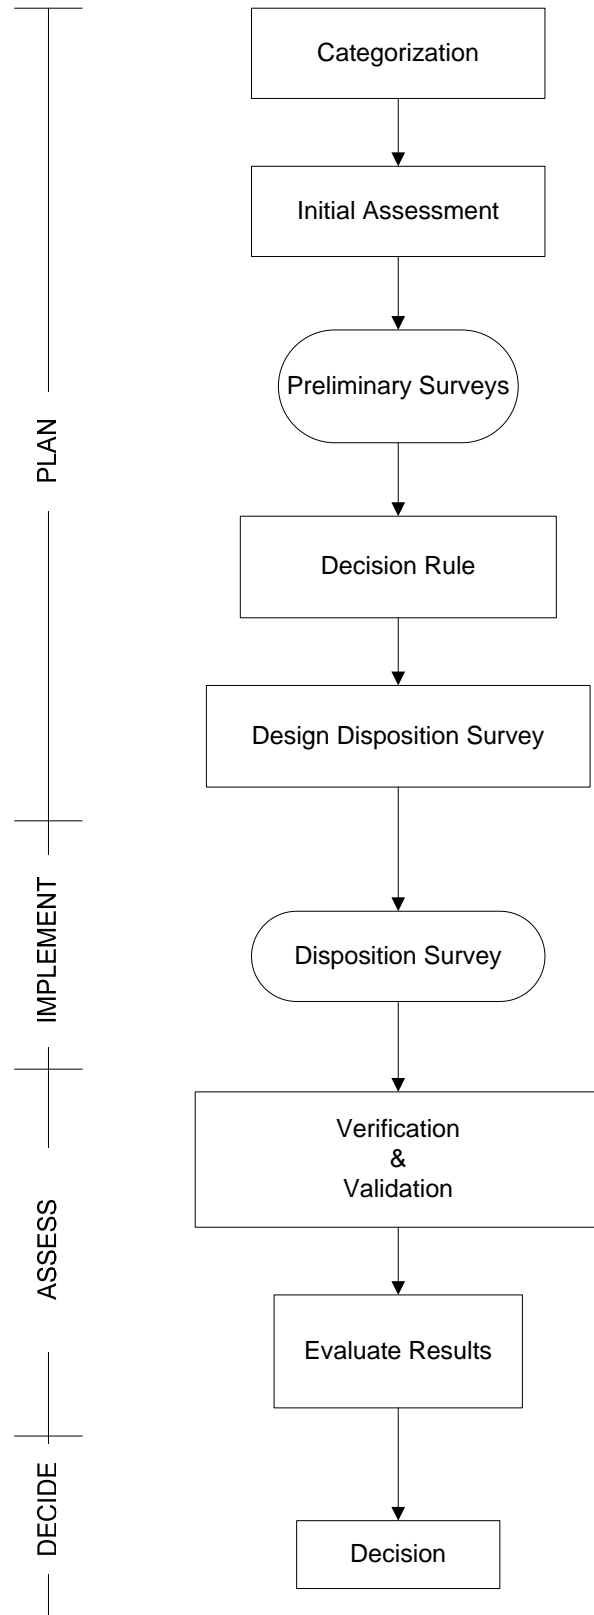 Categorization
Initial Assessment
Preliminary Surveys
PLAN
Decision Rule
Design Disposition Survey
IMPLEMENT
Disposition Survey
Verification
&
Validation
ASSESS
Evaluate Results
DECIDE
Decision